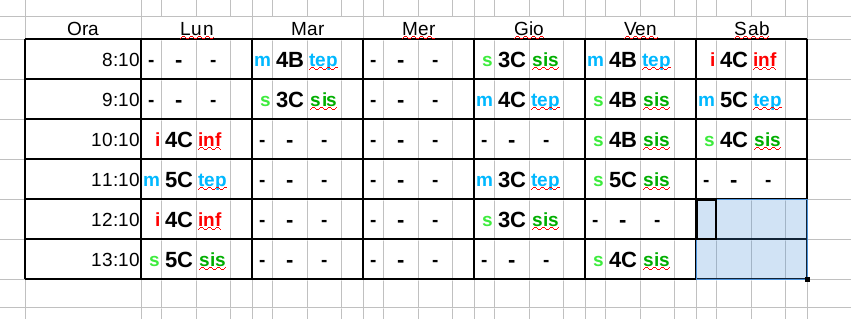 Ora Lun Mar Mer Gio Ven Sab
8:10 - - - m 4B tep - - - s 3C sis m 4B tep i 4C inf
9:10 - - - s 3C sis - - - m 4C tep s 4B sis m 5C tep
10:10 i 4C inf - - - - - - - - - s 4B sis s 4C sis
11:10 m 5C tep - - - - - - m 3C tep s 5C sis - - -
12:10 i 4C inf - - - - - - s 3C sis - - -
13:10 s 5C sis - - - - - - - - - s 4C sis